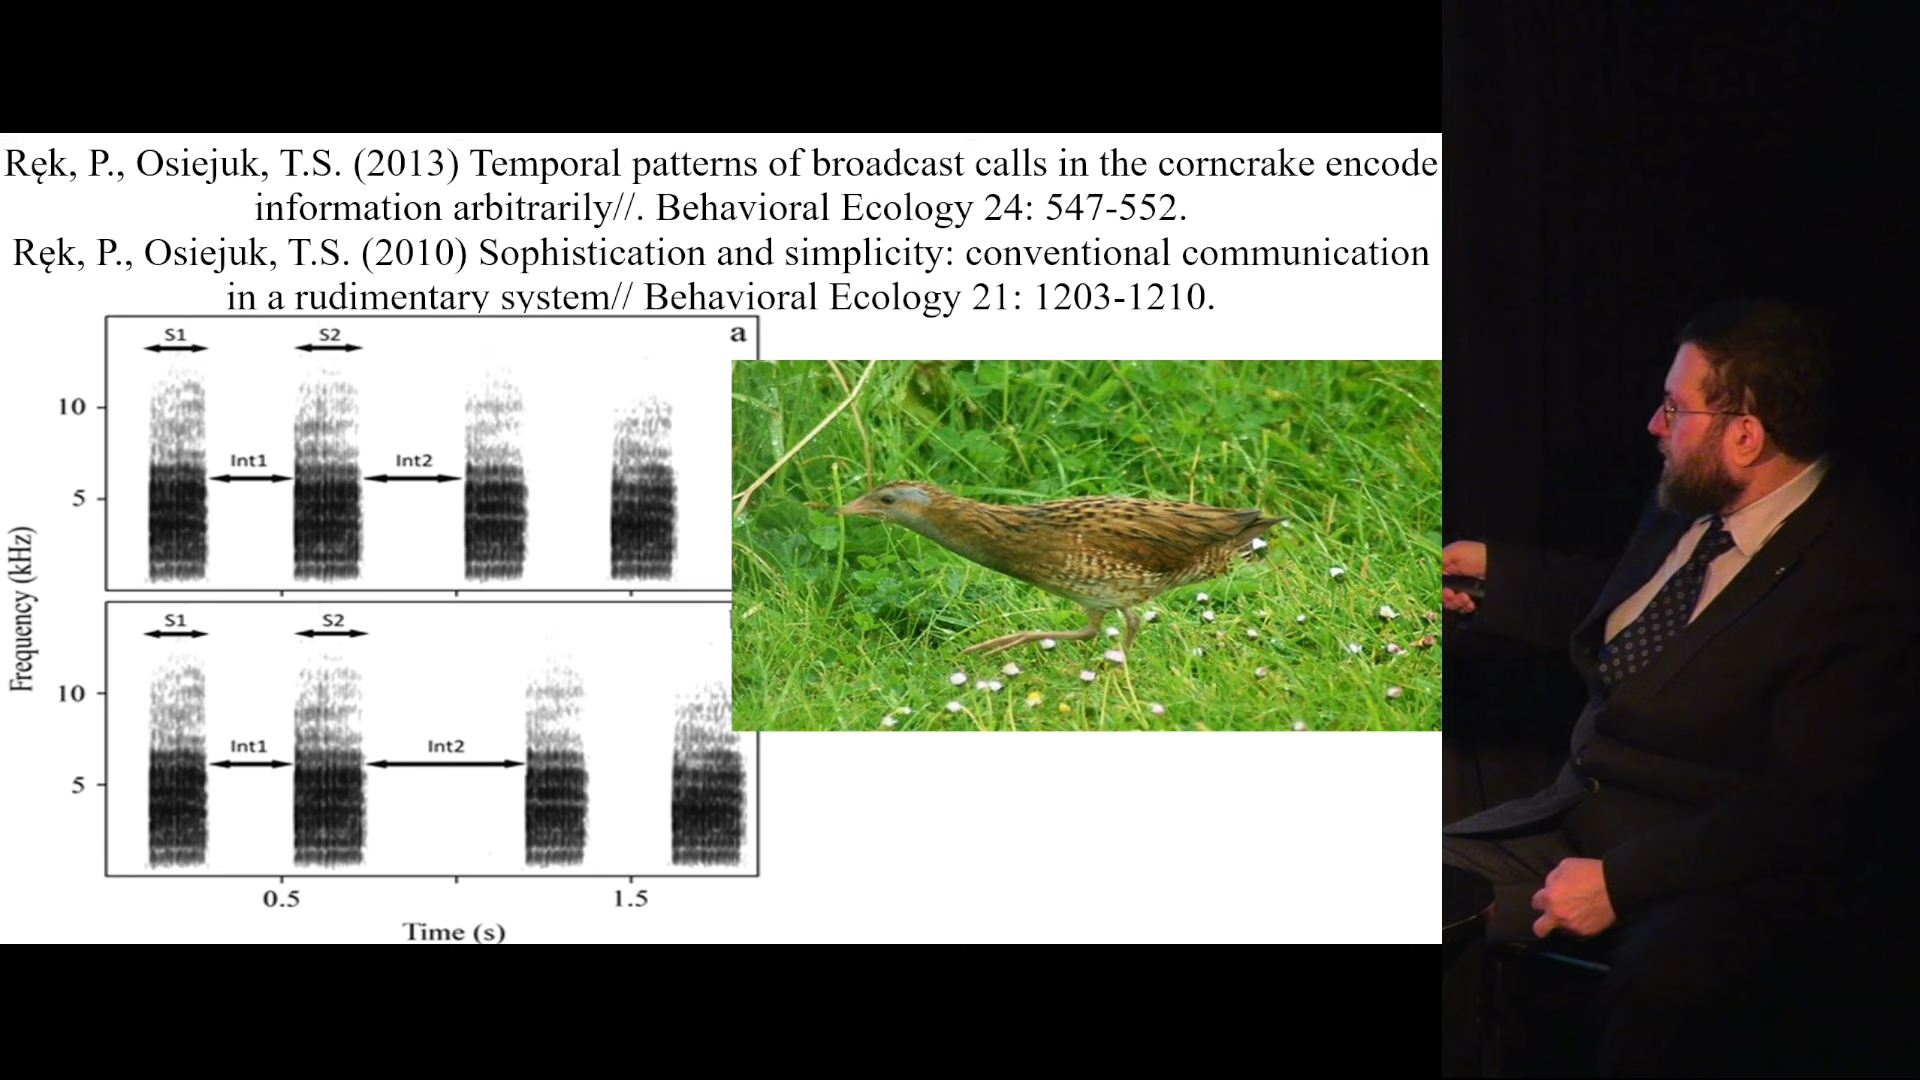 Ręk, P., Osiejuk, T.S. (2013) Temporal patterns of broadcast calls in the corncrake encode
information arbitrarily//. Behavioral Ecology 24: 547-552.
Ręk, P., Osiejuk, T.S. (2010) Sophistication and simplicity: conventional communication
in a rudimentary system// Behavioral Ecology 21: 1203-1210.
S1 S2 a
10
Int1 Int2
5
Frequency (kHz)
S1 S2
10
Int1 Int2
5
0.5 1.5
Time (s)